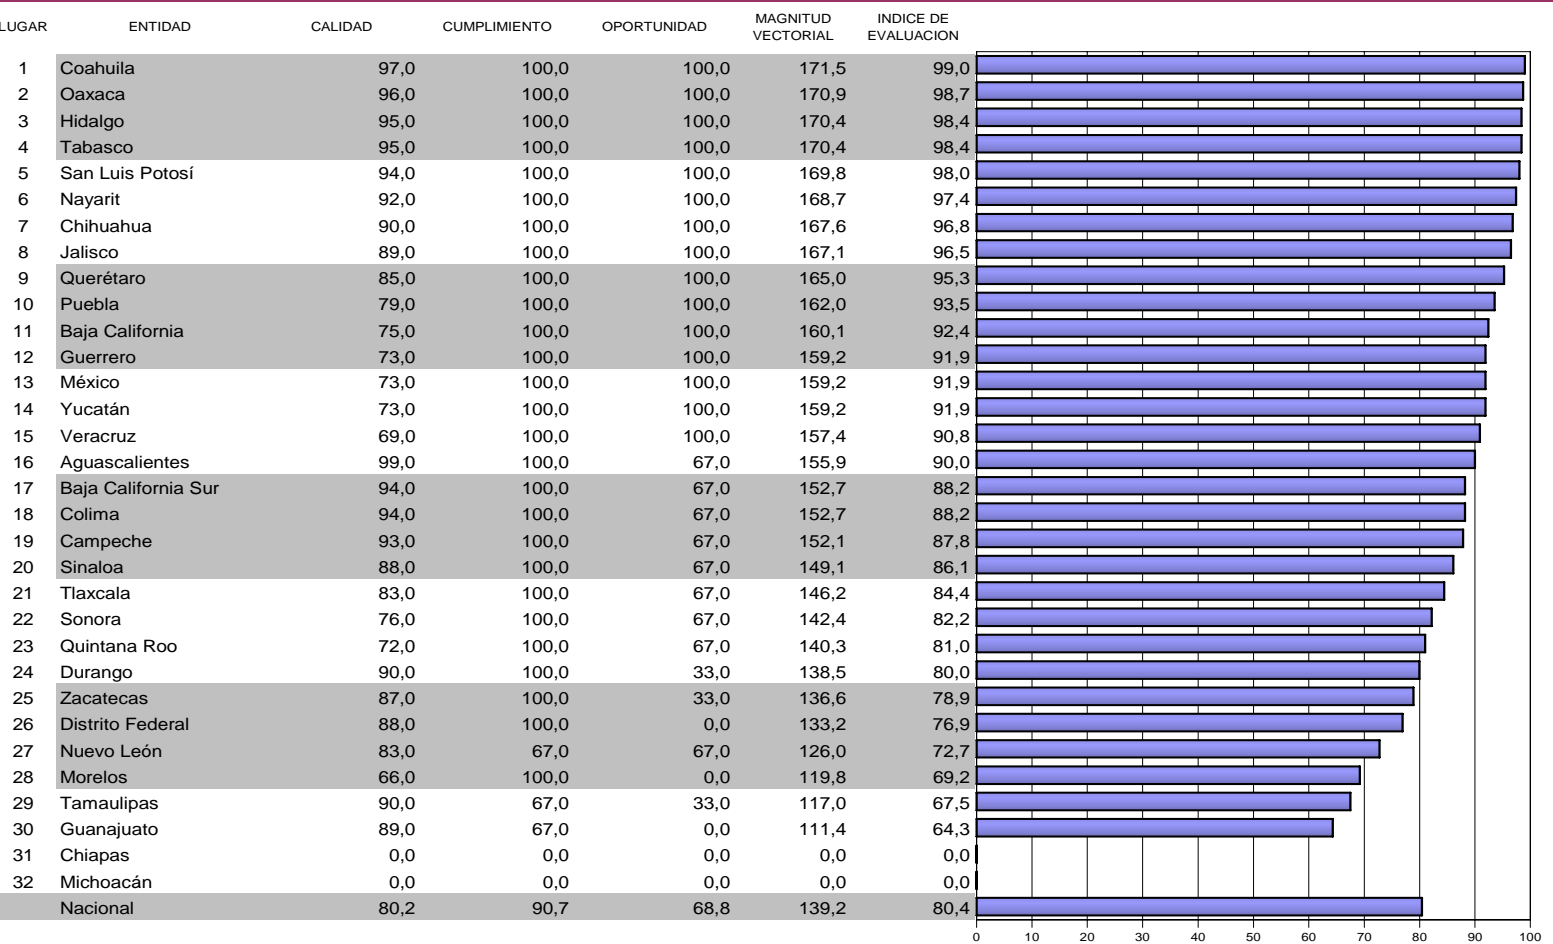 LUGAR ENTIDAD CALIDAD CUMPLIMIENTO OPORTUNIDAD MAGNITUD VECTORIAL INDICE DE EVALUACION
1 Coahuila 97,0 100,0 100,0 171,5 99,0
2 Oaxaca 96,0 100,0 100,0 170,9 98,7
3 Hidalgo 95,0 100,0 100,0 170,4 98,4
4 Tabasco 95,0 100,0 100,0 170,4 98,4
5 San Luis Potosí 94,0 100,0 100,0 169,8 98,0
6 Nayarit 92,0 100,0 100,0 168,7 97,4
7 Chihuahua 90,0 100,0 100,0 167,6 96,8
8 Jalisco 89,0 100,0 100,0 167,1 96,5
9 Querétaro 85,0 100,0 100,0 165,0 95,3
10 Puebla 79,0 100,0 100,0 162,0 93,5
11 Baja California 75,0 100,0 100,0 160,1 92,4
12 Guerrero 73,0 100,0 100,0 159,2 91,9
13 México 73,0 100,0 100,0 159,2 91,9
14 Yucatán 73,0 100,0 100,0 159,2 91,9
15 Veracruz 69,0 100,0 100,0 157,4 90,8
16 Aguascalientes 99,0 100,0 67,0 155,9 90,0
17 Baja California Sur 94,0 100,0 67,0 152,7 88,2
18 Colima 94,0 100,0 67,0 152,7 88,2
19 Campeche 93,0 100,0 67,0 152,1 87,8
20 Sinaloa 88,0 100,0 67,0 149,1 86,1
21 Tlaxcala 83,0 100,0 67,0 146,2 84,4
22 Sonora 76,0 100,0 67,0 142,4 82,2
23 Quintana Roo 72,0 100,0 67,0 140,3 81,0
24 Durango 90,0 100,0 33,0 138,5 80,0
25 Zacatecas 87,0 100,0 33,0 136,6 78,9
26 Distrito Federal 88,0 100,0 0,0 133,2 76,9
27 Nuevo León 83,0 67,0 67,0 126,0 72,7
28 Morelos 66,0 100,0 0,0 119,8 69,2
29 Tamaulipas 90,0 67,0 33,0 117,0 67,5
30 Guanajuato 89,0 67,0 0,0 111,4 64,3
31 Chiapas 0,0 0,0 0,0 0,0 0,0
32 Michoacán 0,0 0,0 0,0 0,0 0,0
Nacional 80,2 90,7 68,8 139,2 80,4
0 10 20 30 40 50 60 70 80 90 100